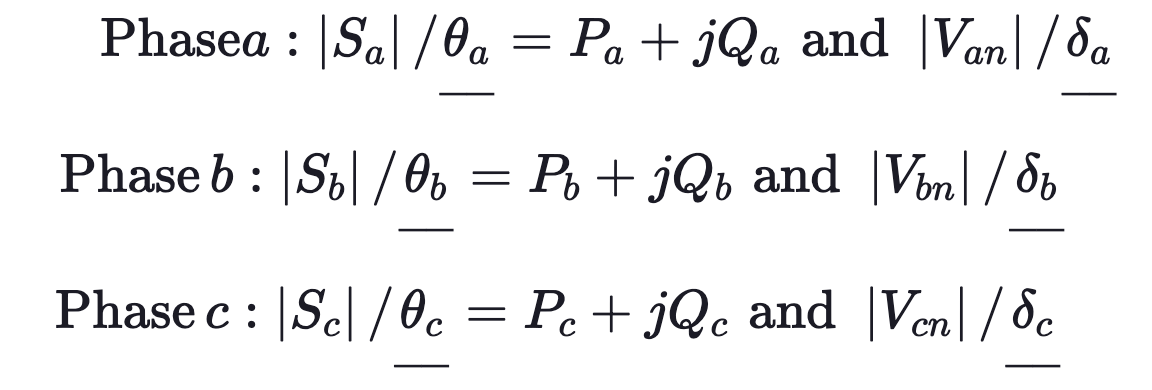 Phasea : |S_a| /θ_a = P_a + jQ_a and |V_an| /δ_a
Phase b : |S_b| /θ_b = P_b + jQ_b and |V_bn| /δ_b
Phase c : |S_c| /θ_c = P_c + jQ_c and |V_cn| /δ_c